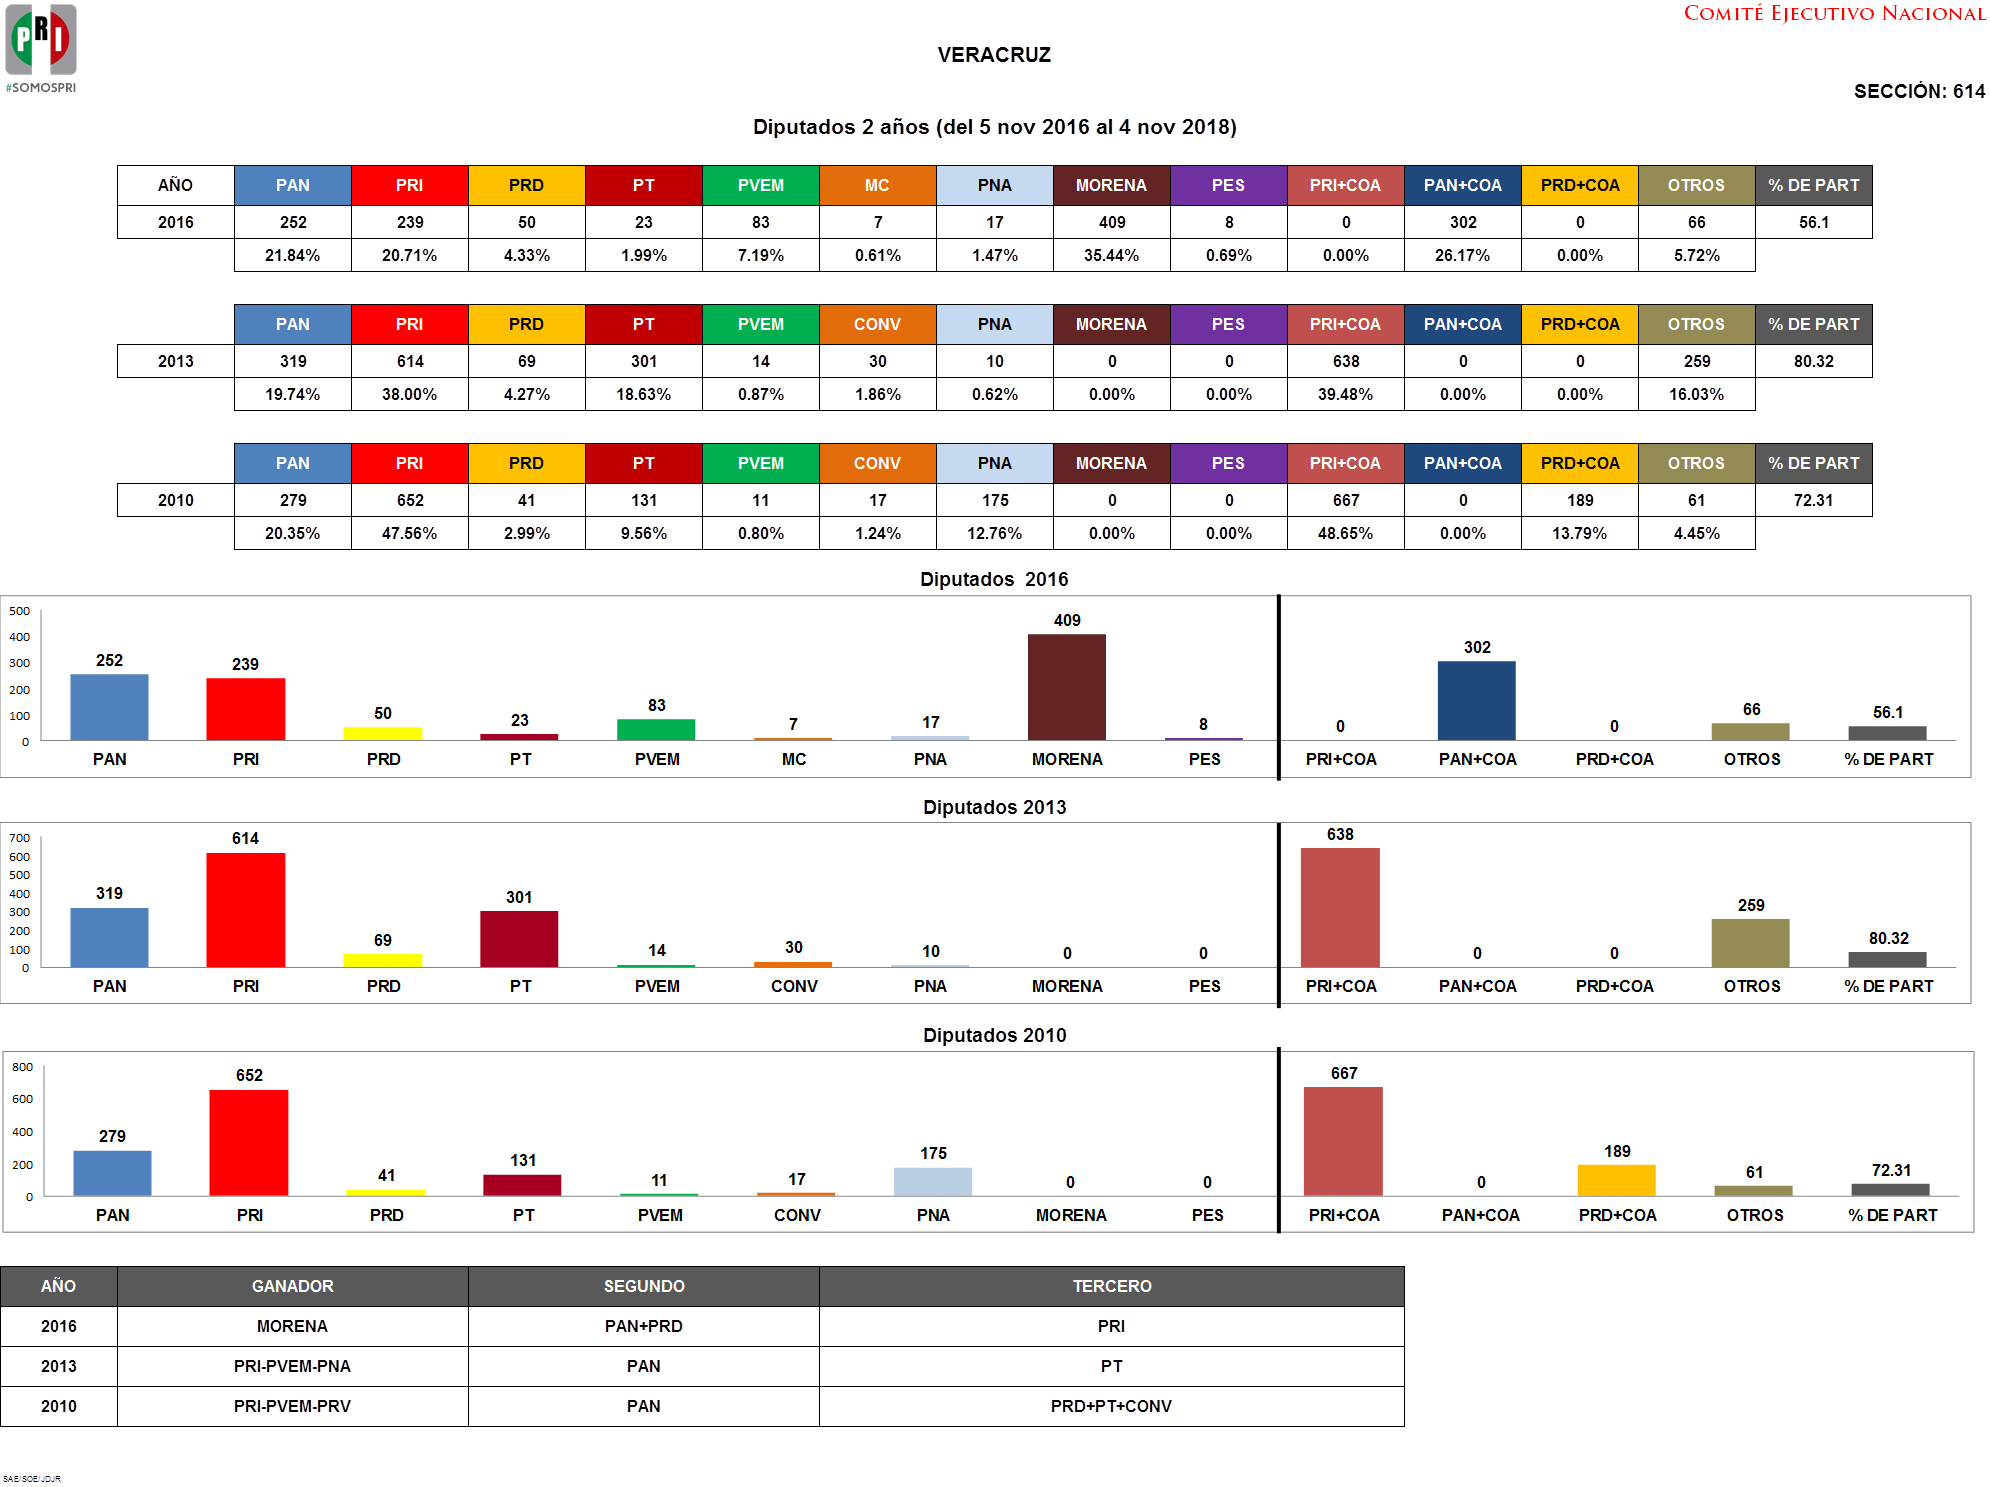 PRI
#SOMOSPRI
COMITÉ EJECUTIVO NACIONAL
VERACRUZ
SECCIÓN: 614
Diputados 2 años (del 5 nov 2016 al 4 nov 2018)
AÑO PAN PRI PRD PT PVEM MC PNA MORENA PES PRI+COA PAN+COA PRD+COA OTROS % DE PART
2016 252 239 50 23 83 7 17 409 8 0 302 0 66 56.1
21.84% 20.71% 4.33% 1.99% 7.19% 0.61% 1.47% 35.44% 0.69% 0.00% 26.17% 0.00% 5.72%
PAN PRI PRD PT PVEM CONV PNA MORENA PES PRI+COA PAN+COA PRD+COA OTROS % DE PART
2013 319 614 69 301 14 30 10 0 0 638 0 0 259 80.32
19.74% 38.00% 4.27% 18.63% 0.87% 1.86% 0.62% 0.00% 0.00% 39.48% 0.00% 0.00% 16.03%
PAN PRI PRD PT PVEM CONV PNA MORENA PES PRI+COA PAN+COA PRD+COA OTROS % DE PART
2010 279 652 41 131 11 17 175 0 0 667 0 189 61 72.31
20.35% 47.56% 2.99% 9.56% 0.80% 1.24% 12.76% 0.00% 0.00% 48.65% 0.00% 13.79% 4.45%
Diputados 2016
500
400
300
200
100
0
252 239 50 23 83 7 17 409 8 0 302 0 66 56.1
PAN PRI PRD PT PVEM MC PNA MORENA PES PRI+COA PAN+COA PRD+COA OTROS % DE PART
Diputados 2013
700
600
500
400
300
200
100
0
319 614 69 301 14 30 10 0 0 638 0 0 259 80.32
PAN PRI PRD PT PVEM CONV PNA MORENA PES PRI+COA PAN+COA PRD+COA OTROS % DE PART
Diputados 2010
800
600
400
200
0
279 652 41 131 11 17 175 0 0 667 0 189 61 72.31
PAN PRI PRD PT PVEM CONV PNA MORENA PES PRI+COA PAN+COA PRD+COA OTROS % DE PART
AÑO GANADOR SEGUNDO TERCERO
2016 MORENA PAN+PRD PRI
2013 PRI-PVEM-PNA PAN PT
2010 PRI-PVEM-PRV PAN PRD+PT+CONV
SAE/SOE/JDJR